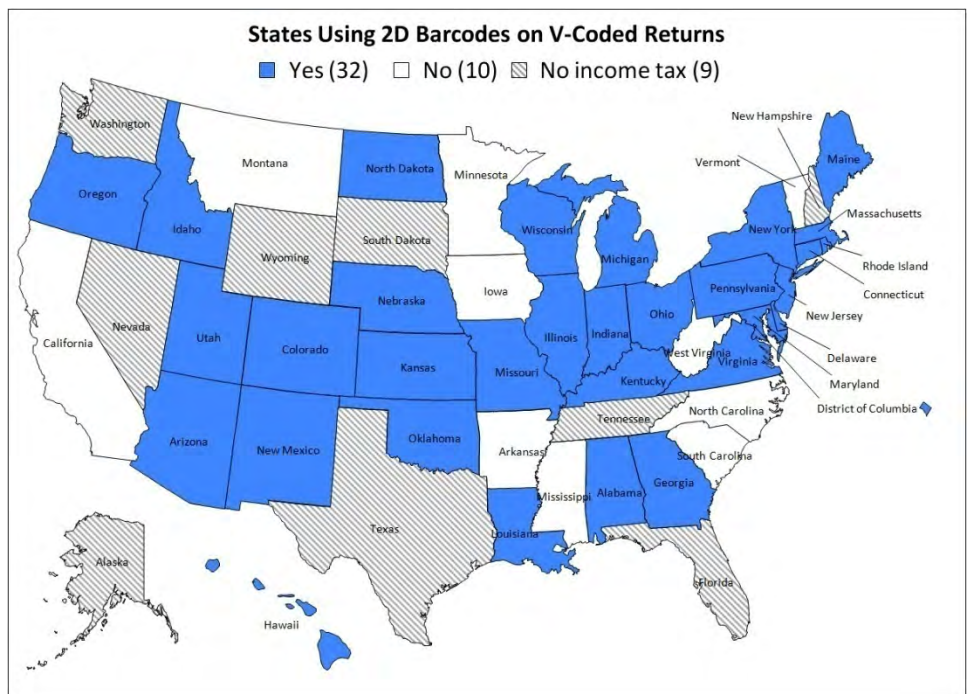 States Using 2D Barcodes on V-Coded Returns
Yes (32) No (10) No income tax (9)
New Hampshire
Washington
Maine
Montana
North Dakota
Vermont
Minnesota
Oregon
Massachusetts
Idaho
Wisconsin
New York
South Dakota
Michigan
Wyoming
Rhode Island
Connecticut
Pennsylvania
Iowa
Nebraska
New Jersey
Nevada
Ohio
Illinois
Indiana
Utah
California
Colorado
West Virginia
Delaware
Virginia
Kansas
Missouri
Maryland
Kentucky
District of Columbia
North Carolina
Tennessee
Arizona
Oklahoma
New Mexico
Arkansas
South Carolina
Georgia
Mississippi
Alabama
Texas
Louisiana
Alaska
Florida
Hawaii